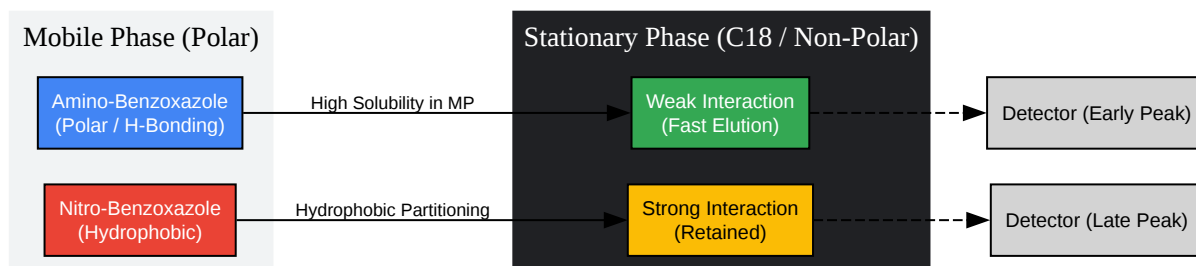 Mobile Phase (Polar)
Stationary Phase (C18 / Non-Polar)
Amino-Benzoxazole
(Polar / H-Bonding)
High Solubility in MP
Weak Interaction
(Fast Elution)
Detector (Early Peak)
Nitro-Benzoxazole
(Hydrophobic)
Hydrophobic Partitioning
Strong Interaction
(Retained)
Detector (Late Peak)